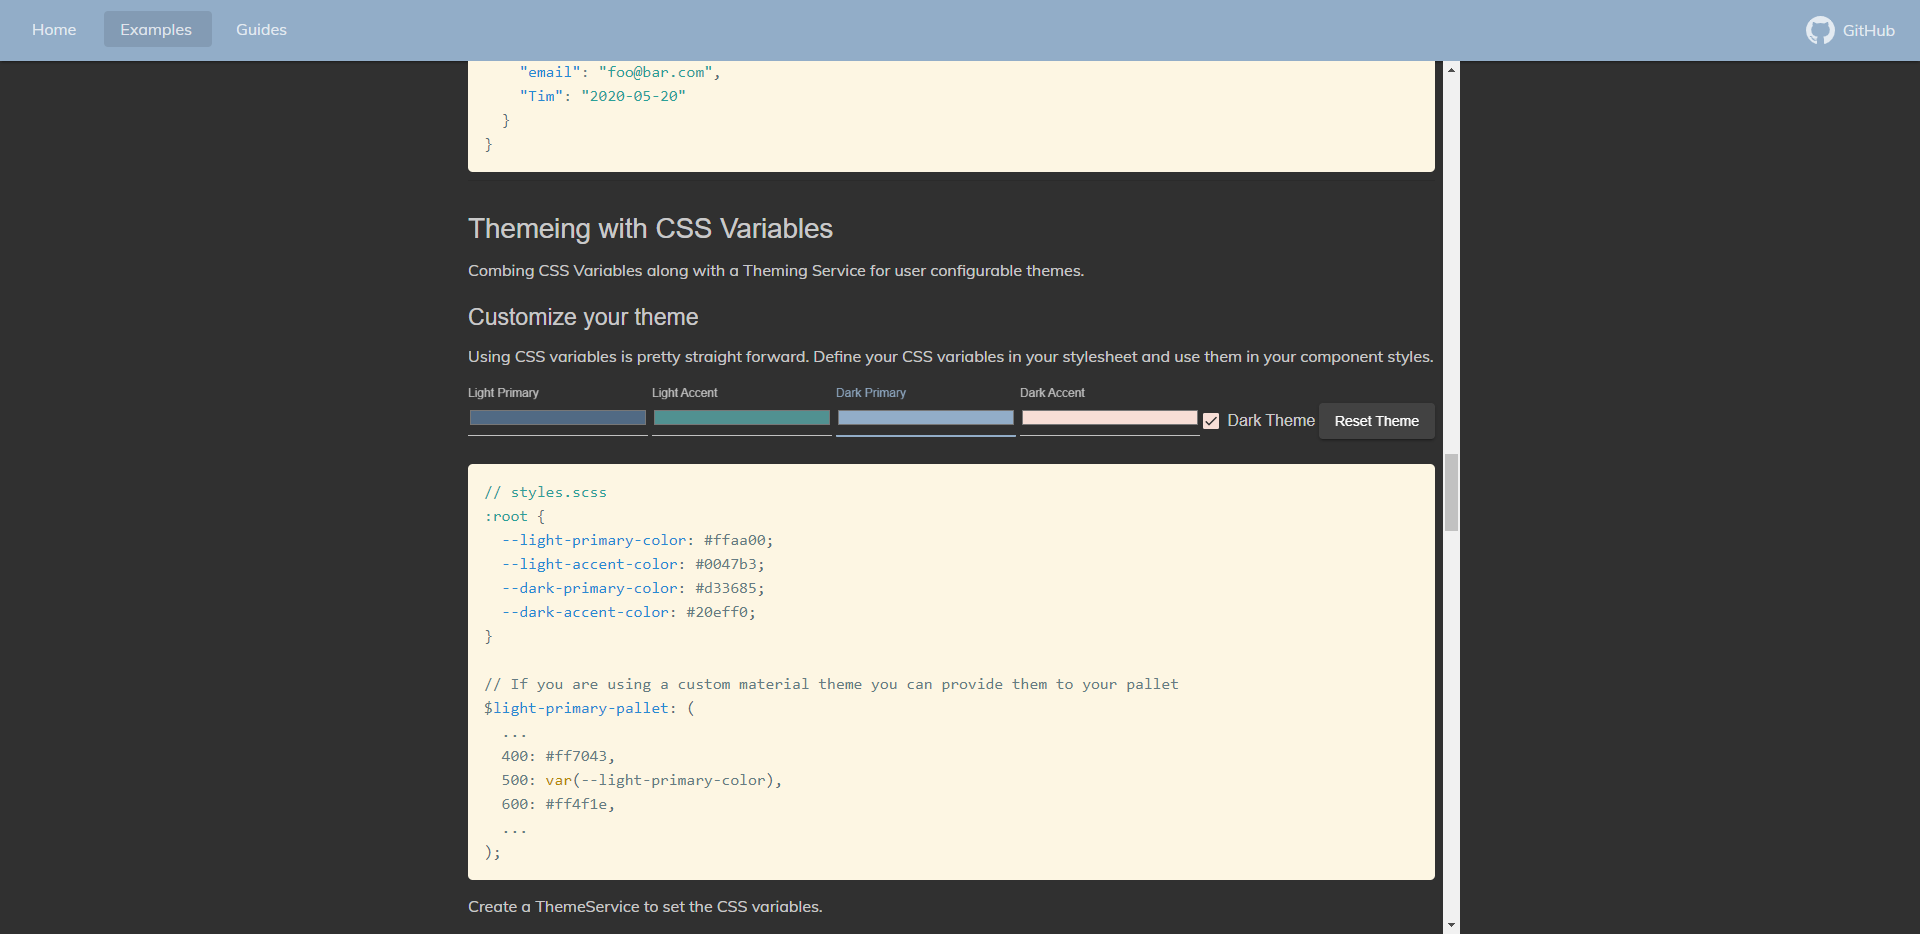 Home Examples Guides GitHub
"email": "foo@bar.com",
"Tim": "2020-05-20"
}
}
Themeing with CSS Variables
Combing CSS Variables along with a Theming Service for user configurable themes.
Customize your theme
Using CSS variables is pretty straight forward. Define your CSS variables in your stylesheet and use them in your component styles.
Light Primary Light Accent Dark Primary Dark Accent
Dark Theme Reset Theme
// styles.scss
:root {
--light-primary-color: #ffaa00;
--light-accent-color: #0047b3;
--dark-primary-color: #d33685;
--dark-accent-color: #20eff0;
}
// If you are using a custom material theme you can provide them to your pallet
$light-primary-pallet: (
...
400: #ff7043,
500: var(--light-primary-color),
600: #ff4f1e,
...
);
Create a ThemeService to set the CSS variables.